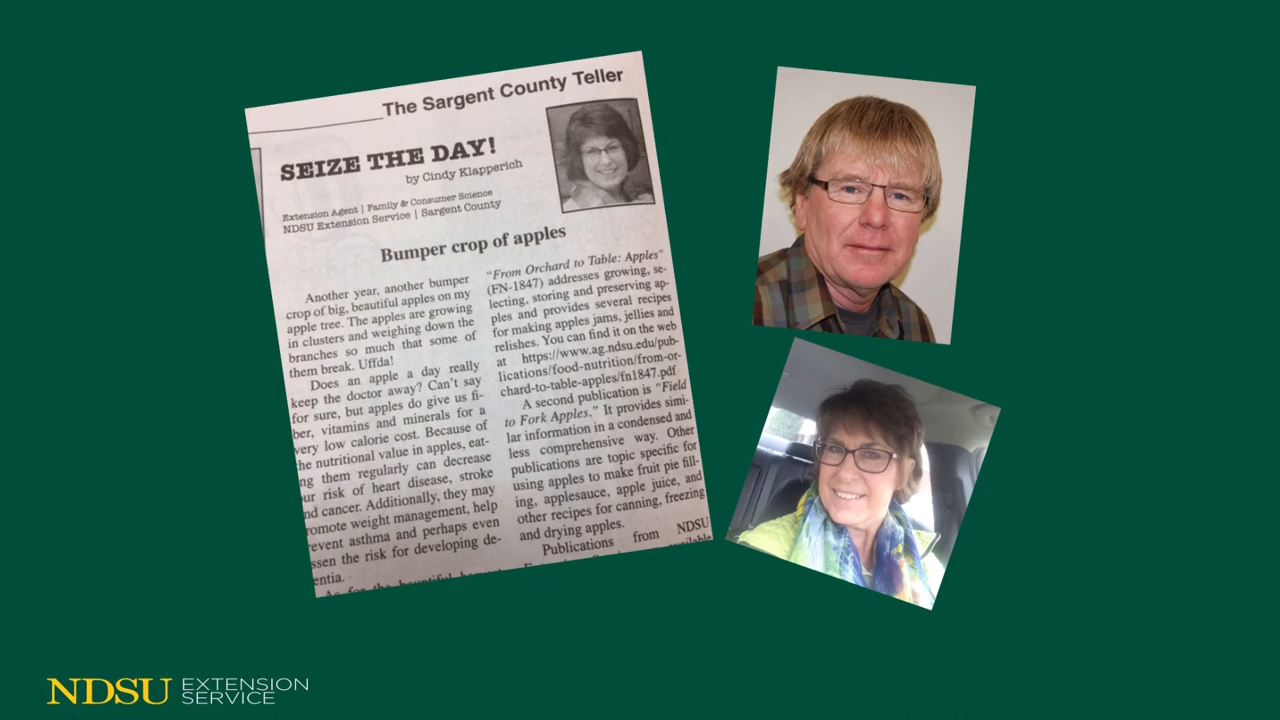 The Sargent County Teller
SEIZE THE DAY!
by Cindy Klapperich
Extension Agent | Family & Consumer Science
NDSU Extension Service | Sargent County
Bumper crop of apples
Another year, another bumper
crop of big, beautiful apples on my
apple tree. The apples are growing
in clusters and weighing down the
branches so much that some of
them break. Uffda!
Does an apple a day really
keep the doctor away? Can't say
for sure, but apples do give us fi-
ber, vitamins and minerals for a
very low calorie cost. Because of
he nutritional value in apples, eat-
ng them regularly can decrease
ur risk of heart disease, stroke
nd cancer. Additionally, they may
romote weight management, help
event asthma and perhaps even
ssen the risk for developing de-
entia.
As for the bountiful
"From Orchard to Table: Apples"
(FN-1847) addresses growing, se-
lecting, storing and preserving ap-
ples and provides several recipes
for making apples jams, jellies and
relishes. You can find it on the web
at https://www.ag.ndsu.edu/pub-
lications/food-nutrition/from-or-
chard-to-table-apples/fn1847.pdf
A second publication is "Field
to Fork Apples." It provides simi-
lar information in a condensed and
less comprehensive way. Other
publications are topic specific for
using apples to make fruit pie fill-
ing, applesauce, apple juice, and
other recipes for canning, freezing
and drying apples.
Publications from NDSU
available
NDSU EXTENSION
SERVICE